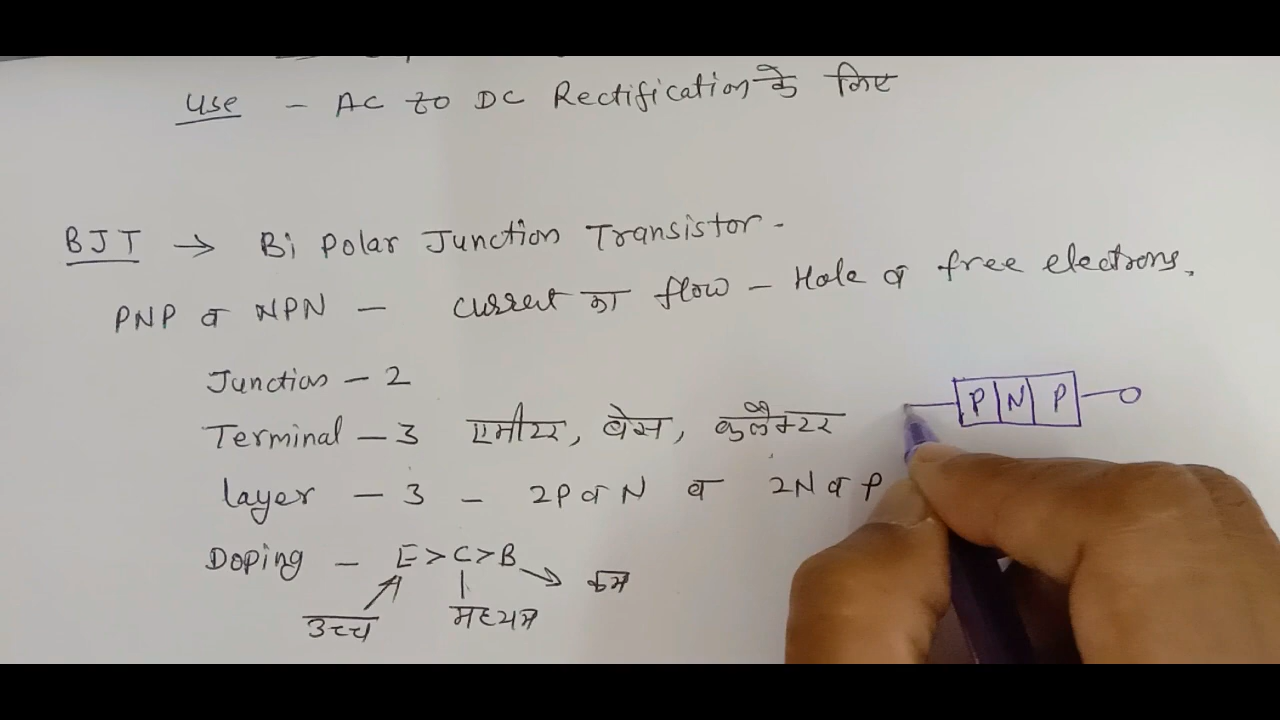 Use - AC to DC Rectification के लिए
BJT → Bi Polar Junction Transistor -
PNP व NPN - Current का flow - Hole व free electrons.
Junction - 2
Terminal - 3 एमीटर, बेस, कुलैक्टर
P N P
layer - 3 - 2P व N व 2N व P
Doping - E > C > B → कम
उच्च मध्यम